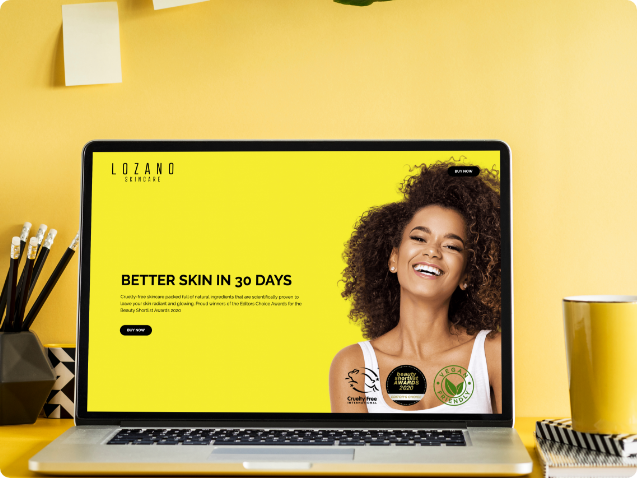 LOZANO
SKINCARE
BUY NOW
BETTER SKIN IN 30 DAYS
Cruelty-free skincare packed full of natural ingredients that are scientifically proven to
leave your skin radiant and glowing. Proud winners of the Editors Choice Awards for the
Beauty Shortlist Awards 2020
BUY NOW
Cruelty Free
INTERNATIONAL
beauty
shortlist
AWARDS
2020
VEGAN
FRIENDLY